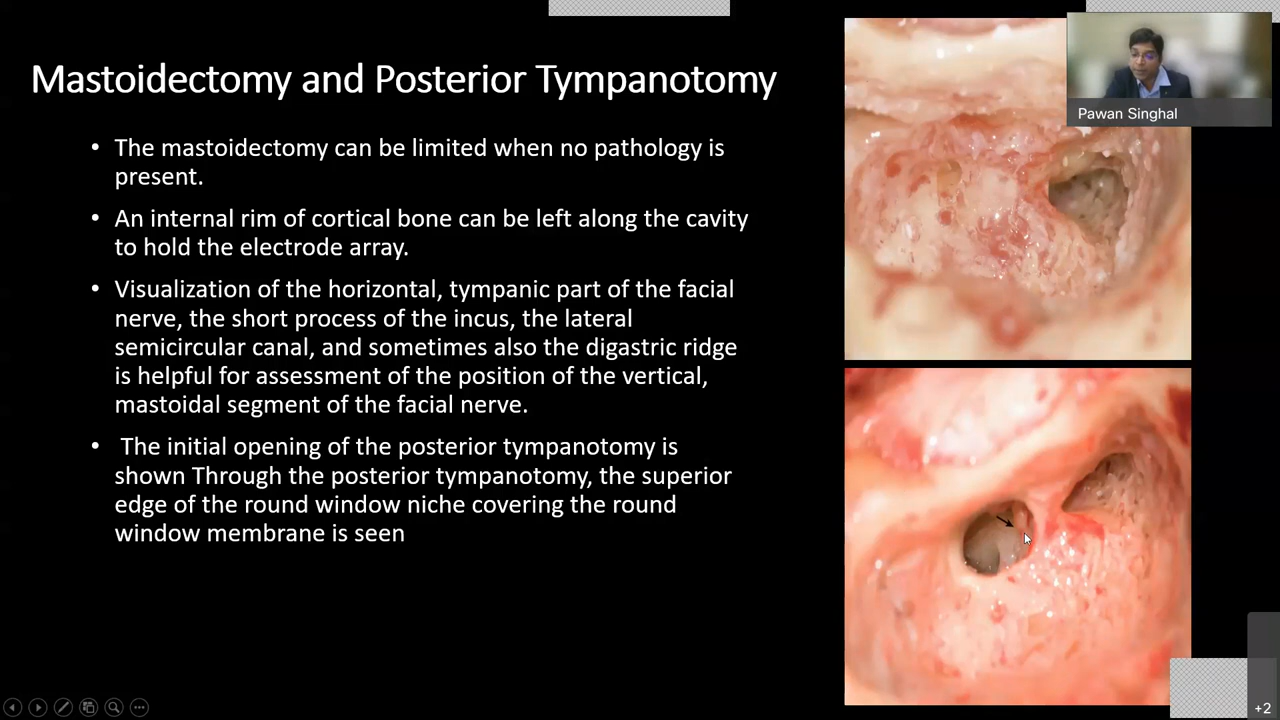 Mastoidectomy and Posterior Tympanotomy
• The mastoidectomy can be limited when no pathology is
present.
• An internal rim of cortical bone can be left along the cavity
to hold the electrode array.
• Visualization of the horizontal, tympanic part of the facial
nerve, the short process of the incus, the lateral
semicircular canal, and sometimes also the digastric ridge
is helpful for assessment of the position of the vertical,
mastoidal segment of the facial nerve.
• The initial opening of the posterior tympanotomy is
shown Through the posterior tympanotomy, the superior
edge of the round window niche covering the round
window membrane is seen
Pawan Singhal
+2